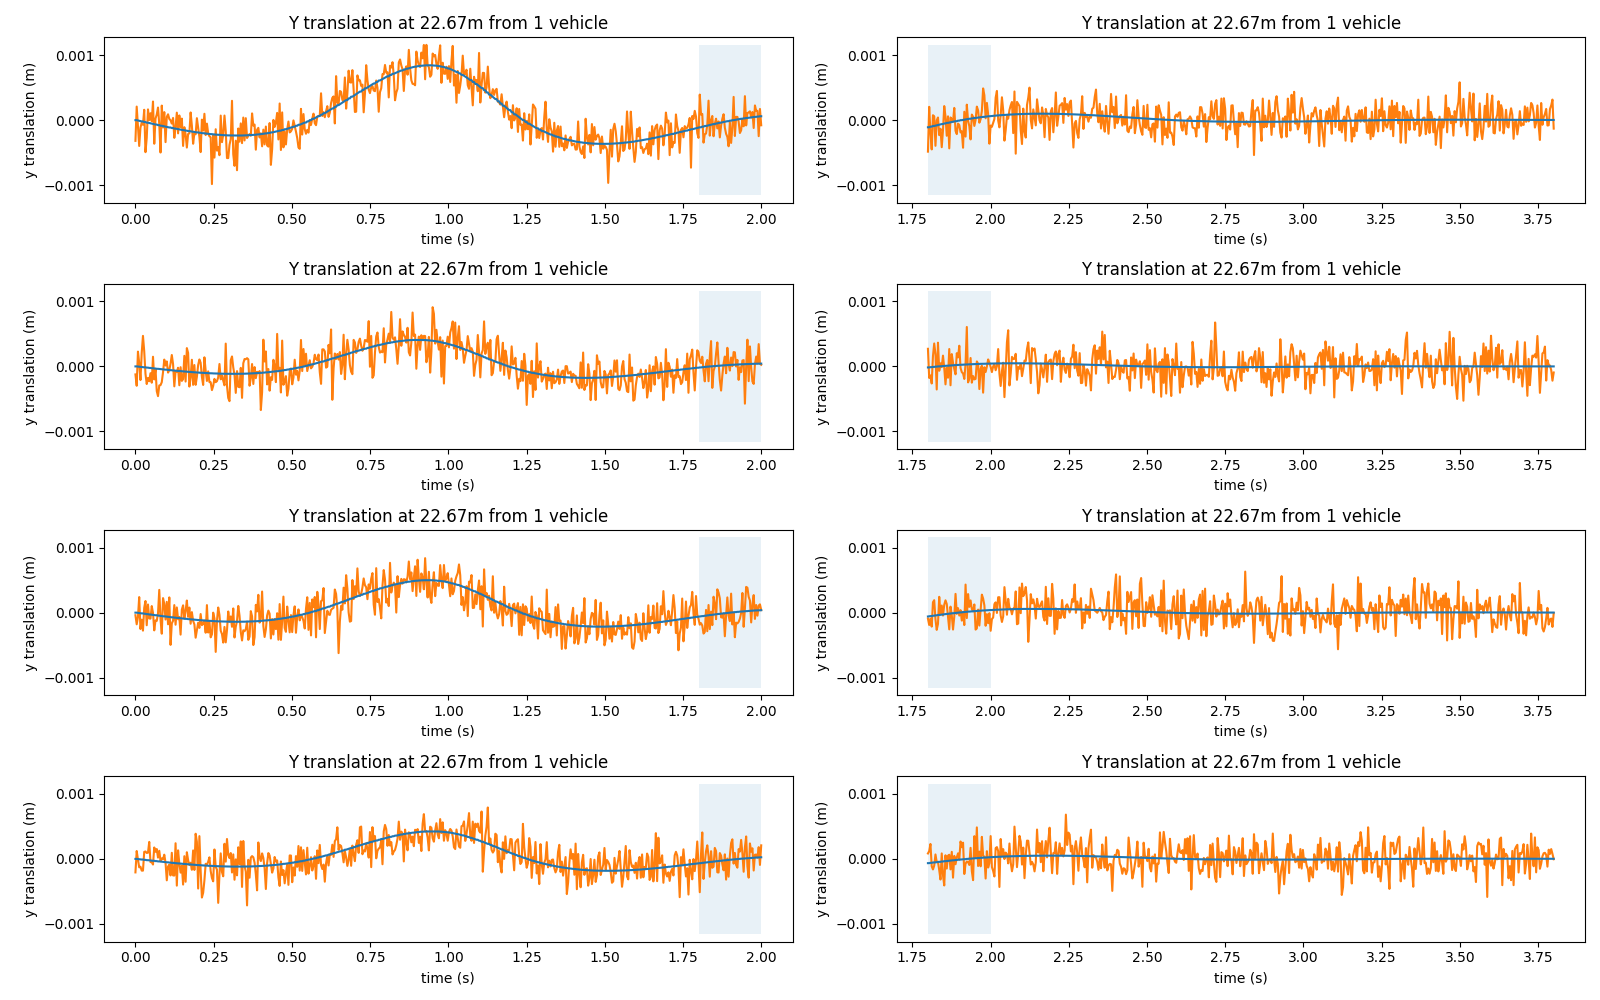 Y translation at 22.67m from 1 vehicle
y translation (m)
0.001
0.000
−0.001
0.00 0.25 0.50 0.75 1.00 1.25 1.50 1.75 2.00
time (s)
Y translation at 22.67m from 1 vehicle
y translation (m)
0.001
0.000
−0.001
1.75 2.00 2.25 2.50 2.75 3.00 3.25 3.50 3.75
time (s)
Y translation at 22.67m from 1 vehicle
y translation (m)
0.001
0.000
−0.001
0.00 0.25 0.50 0.75 1.00 1.25 1.50 1.75 2.00
time (s)
Y translation at 22.67m from 1 vehicle
y translation (m)
0.001
0.000
−0.001
1.75 2.00 2.25 2.50 2.75 3.00 3.25 3.50 3.75
time (s)
Y translation at 22.67m from 1 vehicle
y translation (m)
0.001
0.000
−0.001
0.00 0.25 0.50 0.75 1.00 1.25 1.50 1.75 2.00
time (s)
Y translation at 22.67m from 1 vehicle
y translation (m)
0.001
0.000
−0.001
1.75 2.00 2.25 2.50 2.75 3.00 3.25 3.50 3.75
time (s)
Y translation at 22.67m from 1 vehicle
y translation (m)
0.001
0.000
−0.001
0.00 0.25 0.50 0.75 1.00 1.25 1.50 1.75 2.00
time (s)
Y translation at 22.67m from 1 vehicle
y translation (m)
0.001
0.000
−0.001
1.75 2.00 2.25 2.50 2.75 3.00 3.25 3.50 3.75
time (s)